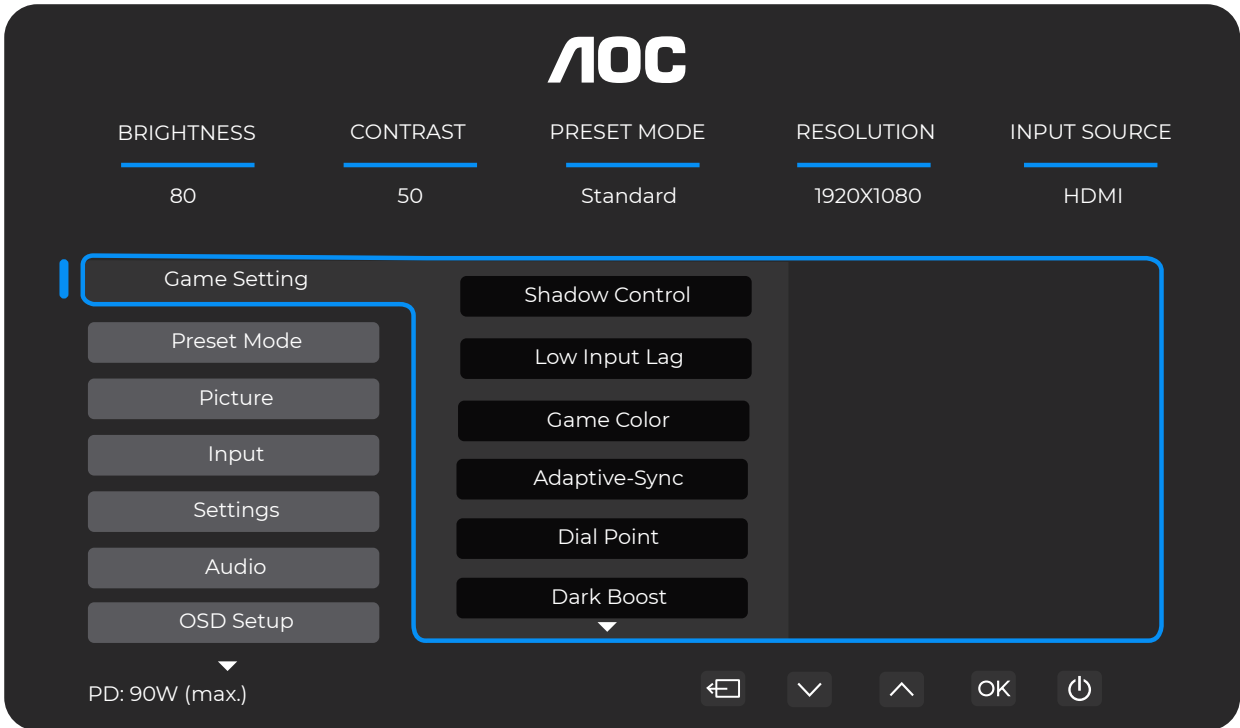 AOC
BRIGHTNESS CONTRAST PRESET MODE RESOLUTION INPUT SOURCE
80 50 Standard 1920X1080 HDMI
Game Setting
Preset Mode
Picture
Input
Settings
Audio
OSD Setup
Shadow Control
Low Input Lag
Game Color
Adaptive-Sync
Dial Point
Dark Boost
PD: 90W (max.)
OK